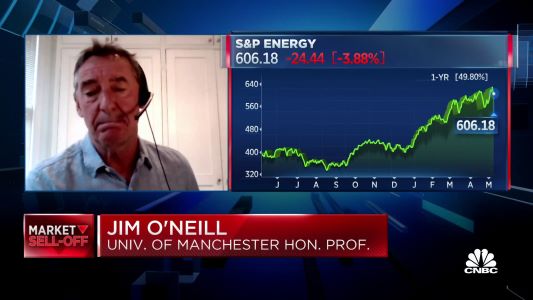 S&P ENERGY
606.18 -24.44 [-3.88%]
1-YR [49.80%]
640
560
480
400
320
606.18
J J A S O N D J F M A M
MARKET
SELL-OFF
JIM O'NEILL
UNIV. OF MANCHESTER HON. PROF.
CNBC